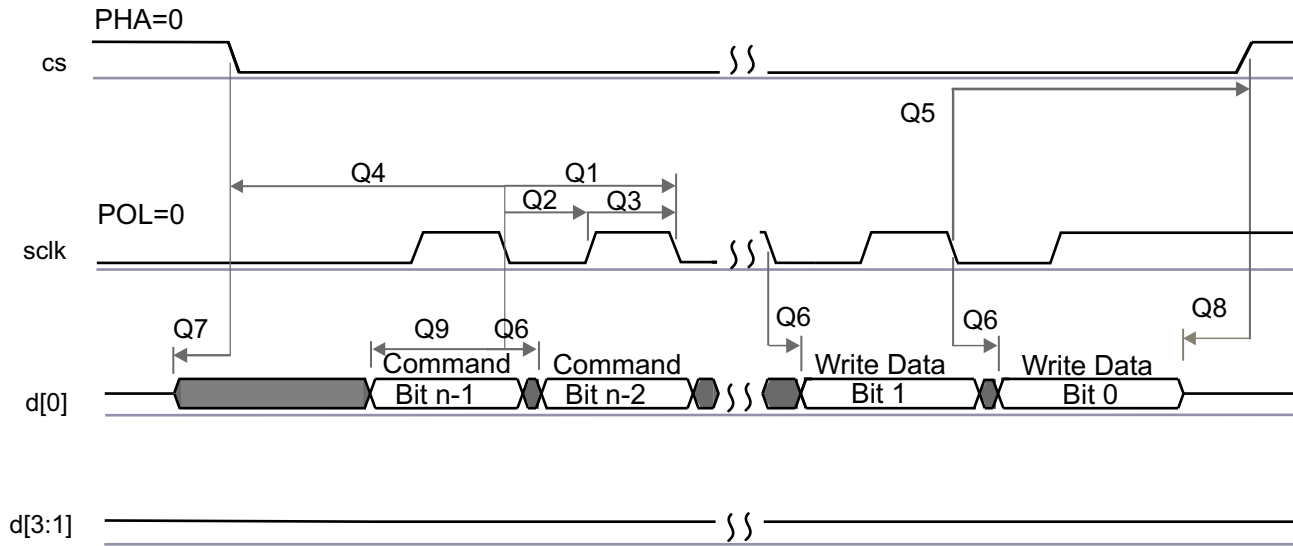 PHA=0
cs
Q5
Q4 Q1
Q2 Q3
POL=0
sclk
Q7 Q9 Q6 Q6 Q6 Q8
Command Command Write Data Write Data
d[0] Bit n-1 Bit n-2 Bit 1 Bit 0
d[3:1]